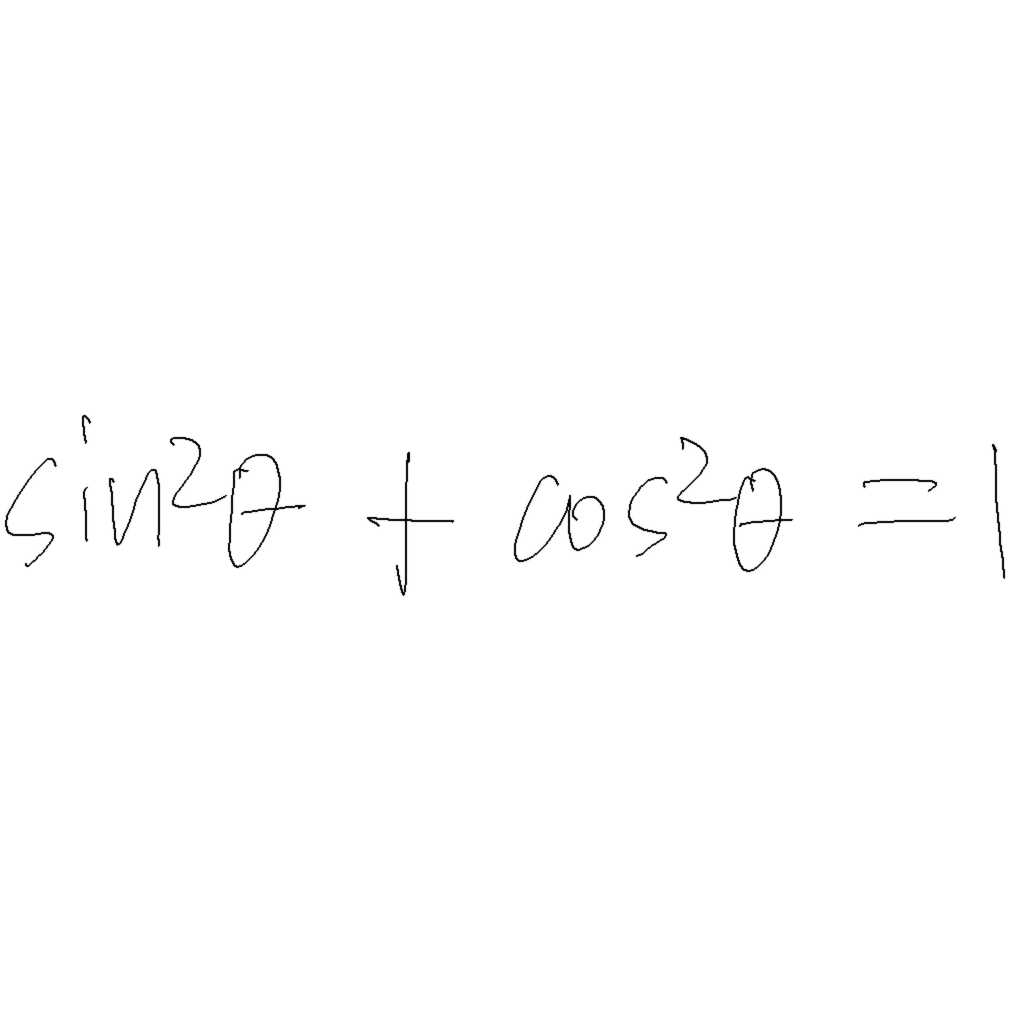 sin²θ + cos²θ = 1